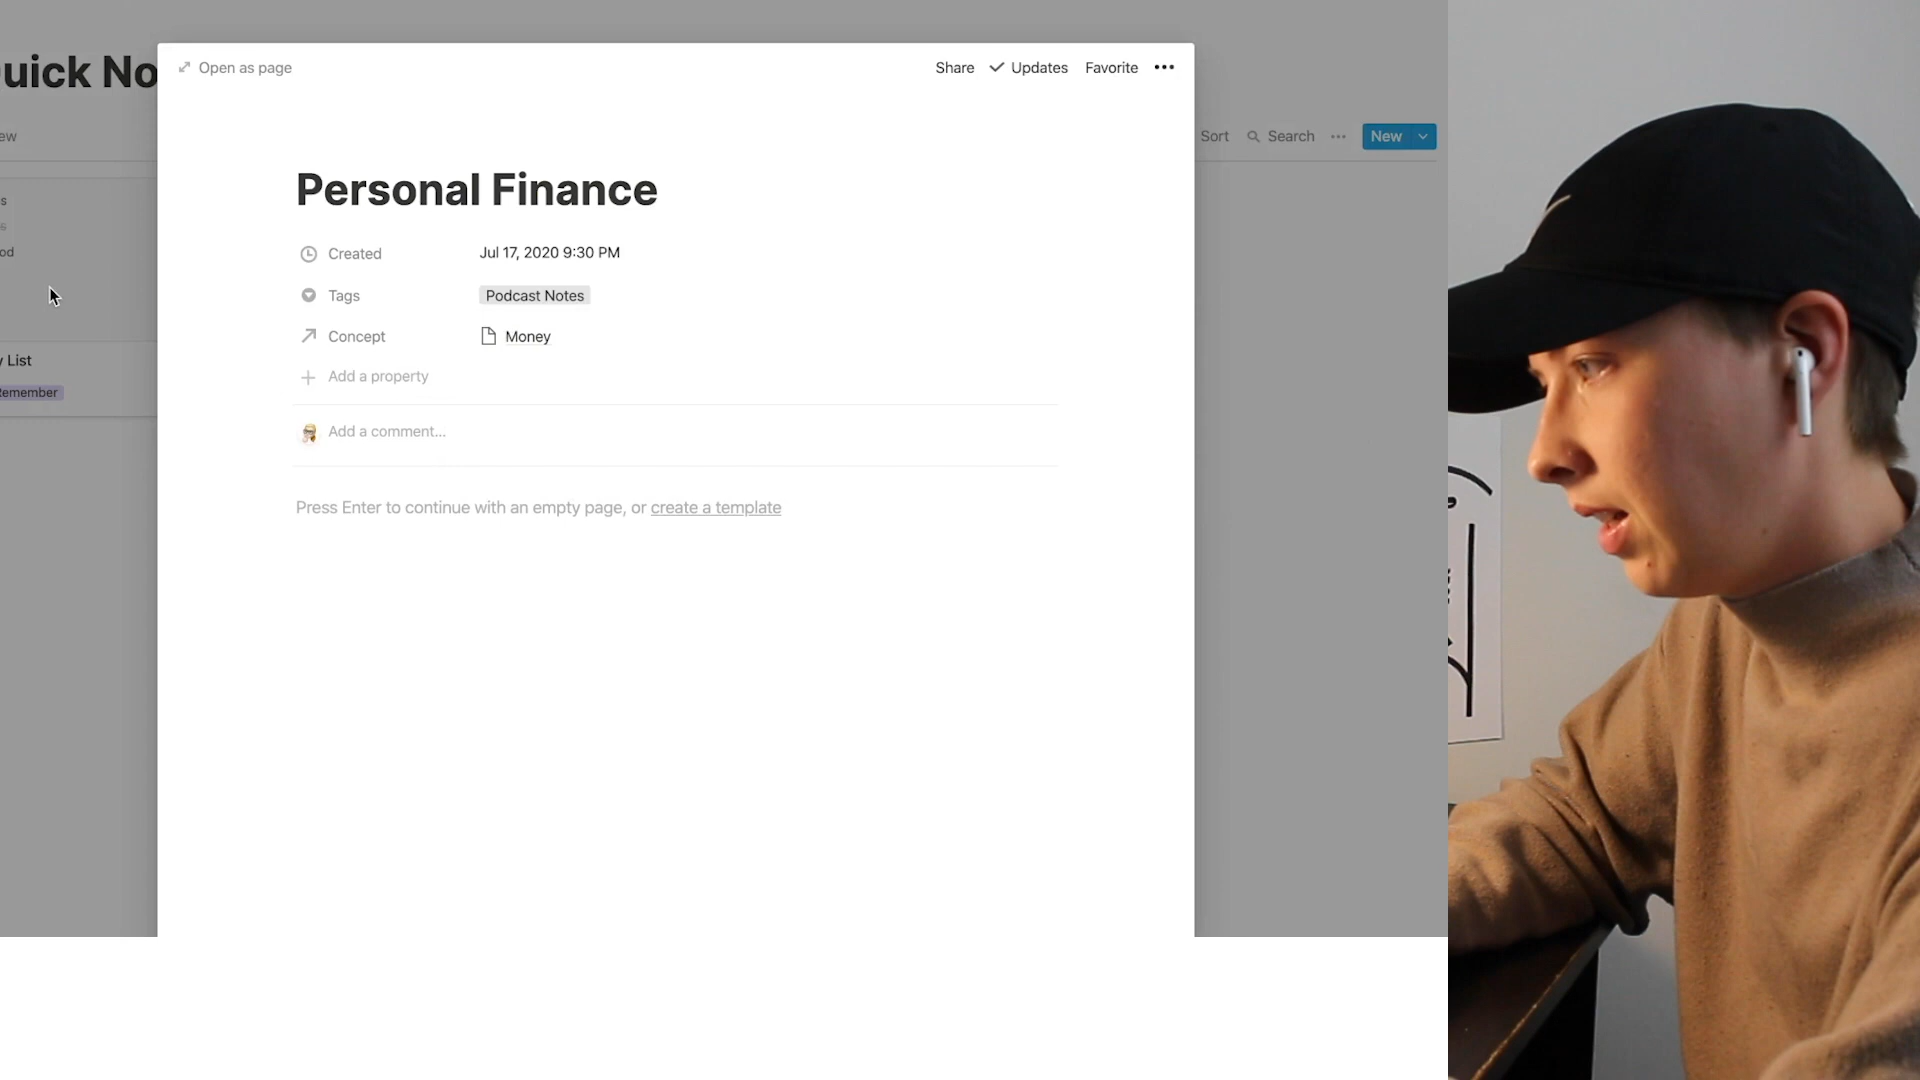 uick No
Open as page
Share
Updates
Favorite
•••
ew
Sort
Search
•••
New
Personal Finance
Created
Jul 17, 2020 9:30 PM
Tags
Podcast Notes
Concept
Money
Add a property
Add a comment...
Press Enter to continue with an empty page, or create a template
s
od
y List
Remember